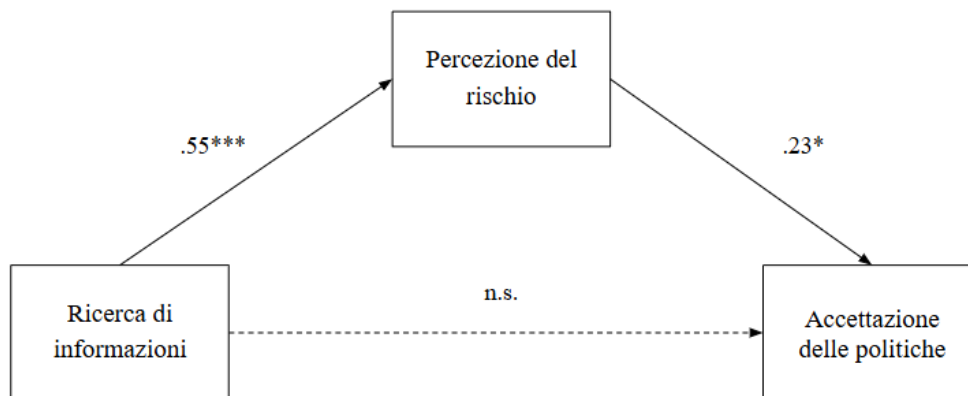 Percezione del
rischio
.55***
.23*
n.s.
Ricerca di
informazioni
Accettazione
delle politiche